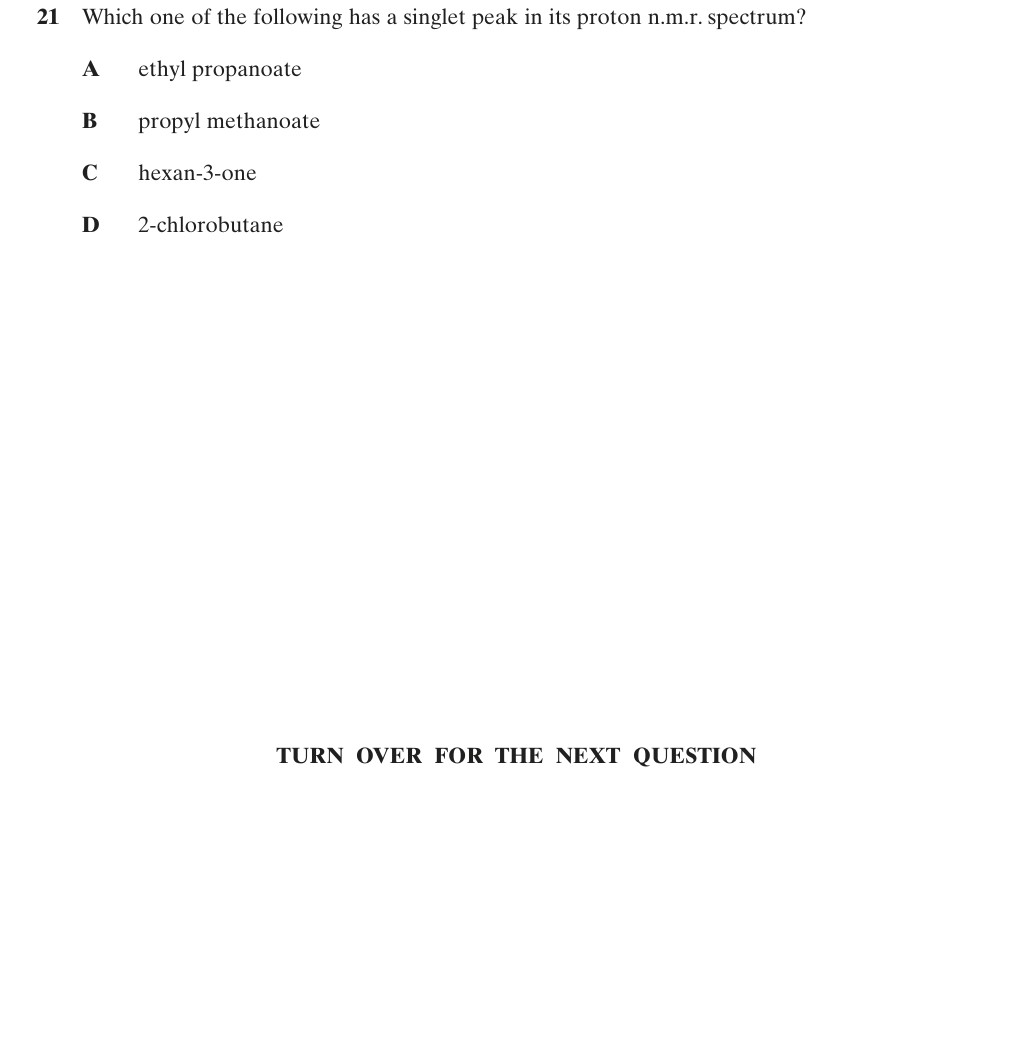 21 Which one of the following has a singlet peak in its proton n.m.r. spectrum?
A ethyl propanoate
B propyl methanoate
C hexan-3-one
D 2-chlorobutane
TURN OVER FOR THE NEXT QUESTION